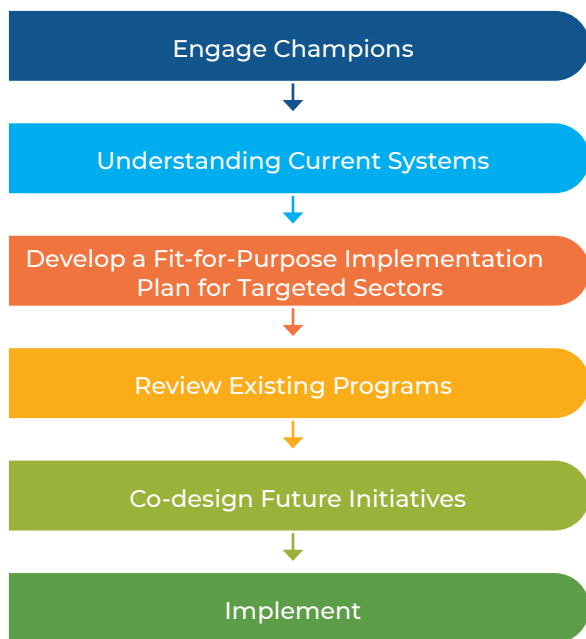 Engage Champions
Understanding Current Systems
Develop a Fit-for-Purpose Implementation
Plan for Targeted Sectors
Review Existing Programs
Co-design Future Initiatives
Implement